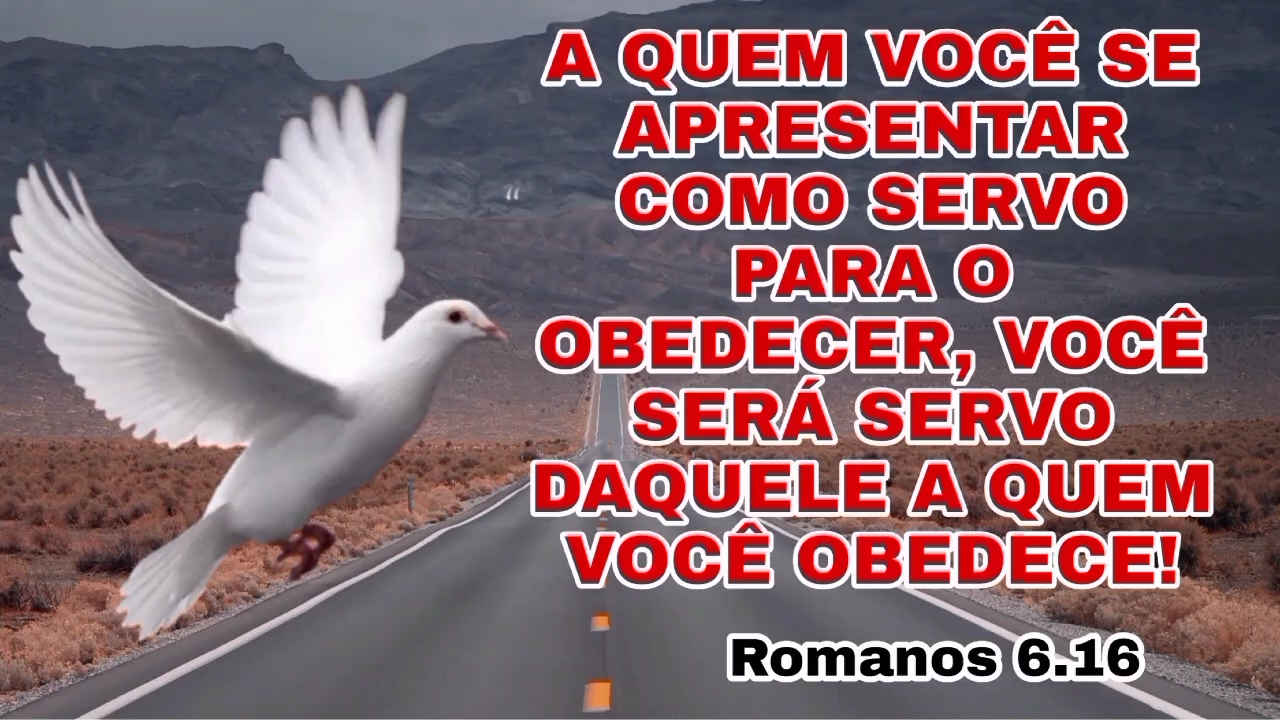 A QUEM VOCÊ SE
APRESENTAR
COMO SERVO
PARA O
OBEDECER, VOCÊ
SERÁ SERVO
DAQUELE A QUEM
VOCÊ OBEDECE!
Romanos 6.16